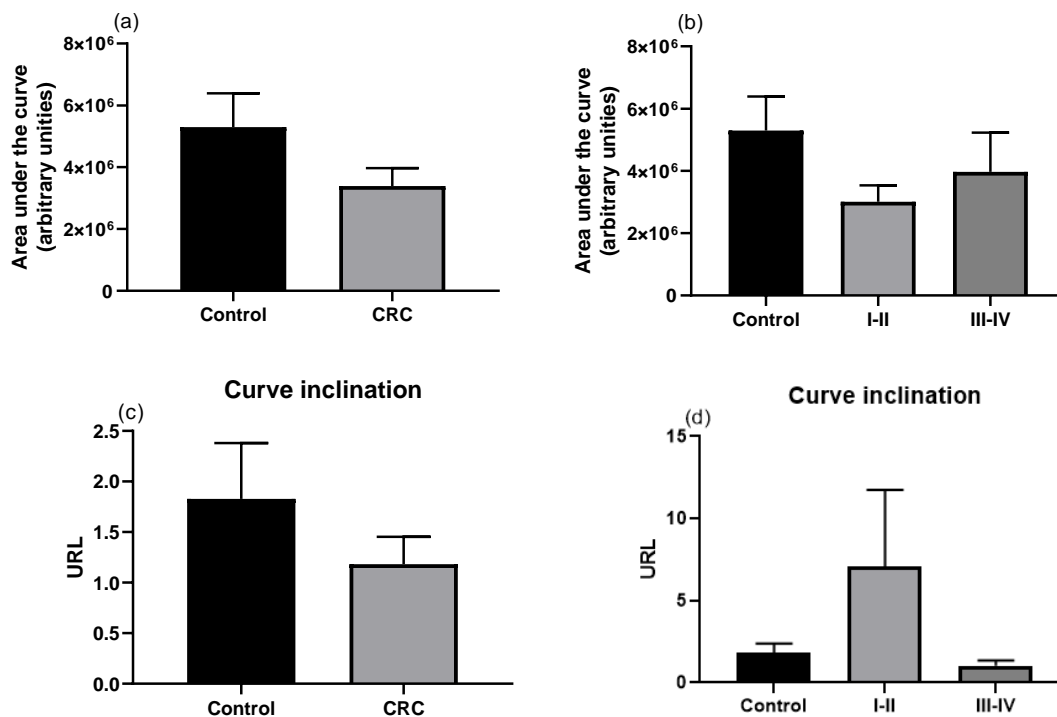 (a)
Area under the curve
(arbitrary unities)
8×10⁶
6×10⁶
4×10⁶
2×10⁶
0
Control CRC
(b)
Area under the curve
(arbitrary unities)
8×10⁶
6×10⁶
4×10⁶
2×10⁶
0
Control I-II III-IV
Curve inclination
(c)
URL
2.5
2.0
1.5
1.0
0.5
0.0
Control CRC
Curve inclination
(d)
URL
15
10
5
0
Control I-II III-IV